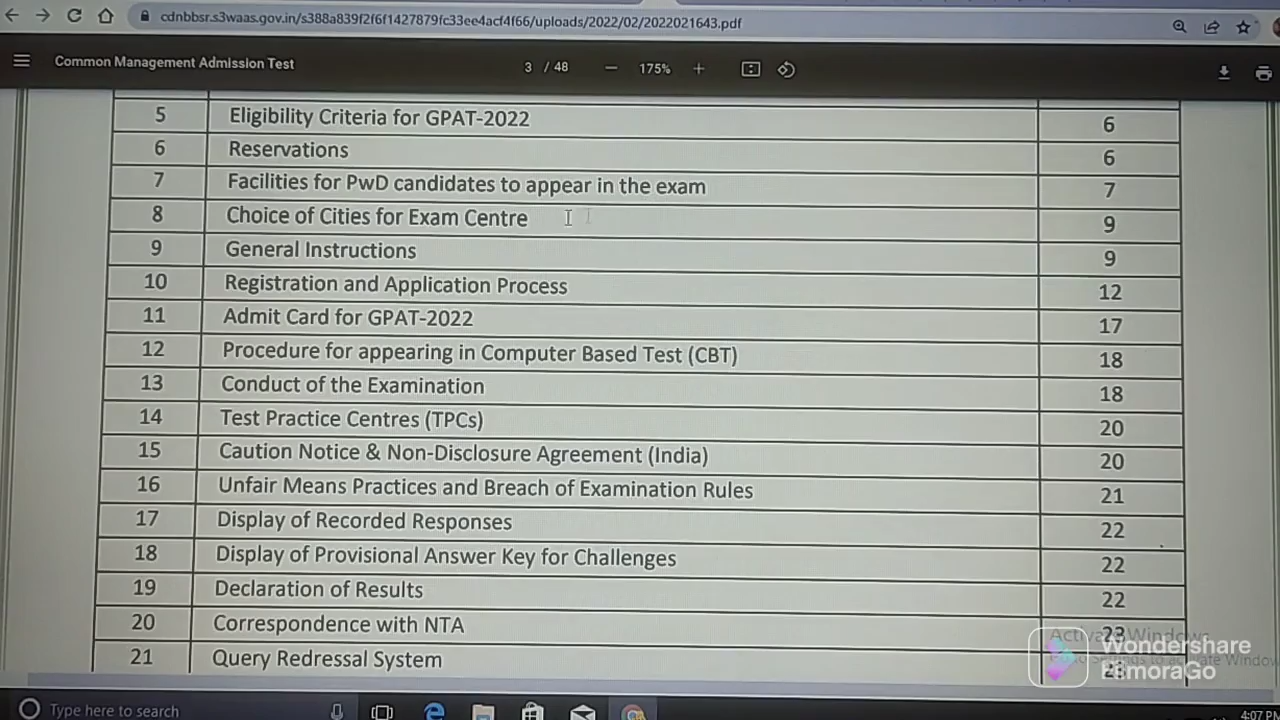 cdnbbsr.s3waas.gov.in/s388a839f2f6f1427879fc33ee4acf4f66/uploads/2022/02/2022021643.pdf
Common Management Admission Test 3 / 48 175%
5 Eligibility Criteria for GPAT-2022 6
6 Reservations 6
7 Facilities for PwD candidates to appear in the exam 7
8 Choice of Cities for Exam Centre 9
9 General Instructions 9
10 Registration and Application Process 12
11 Admit Card for GPAT-2022 17
12 Procedure for appearing in Computer Based Test (CBT) 18
13 Conduct of the Examination 18
14 Test Practice Centres (TPCs) 20
15 Caution Notice & Non-Disclosure Agreement (India) 20
16 Unfair Means Practices and Breach of Examination Rules 21
17 Display of Recorded Responses 22
18 Display of Provisional Answer Key for Challenges 22
19 Declaration of Results 22
20 Correspondence with NTA 23
21 Query Redressal System
Wondershare
FilmoraGo
Type here to search 4:07 PM